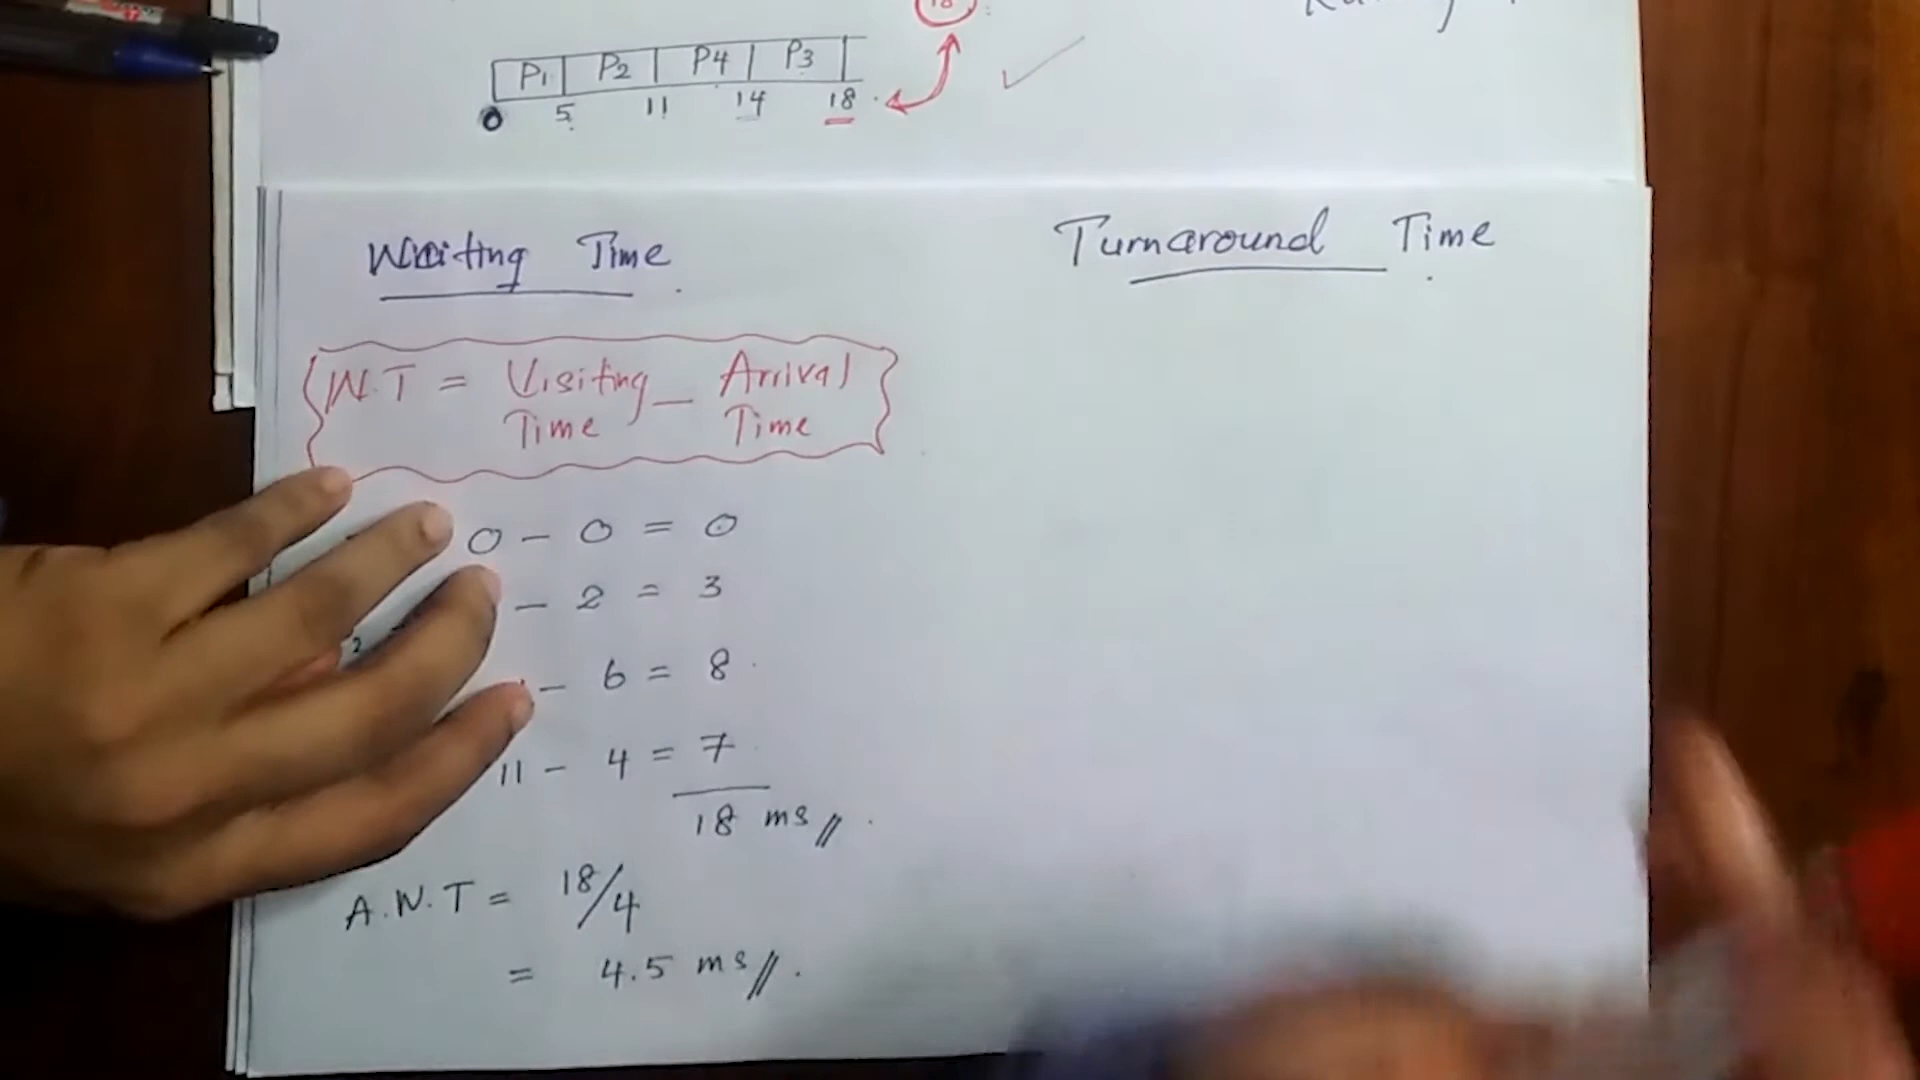 P1 P2 P4 P3
0 5 11 14 18
Waiting Time
Turnaround Time
W.T = Visiting Time - Arrival Time
0 - 0 = 0
- 2 = 3
- 6 = 8
11 - 4 = 7
18 ms
A.W.T = 18/4
= 4.5 ms